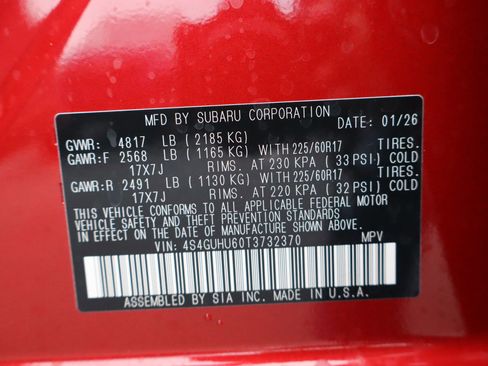 MFD BY SUBARU CORPORATION
DATE: 01/26
GVWR: 4817 LB ( 2185 KG)
GAWR:F 2568 LB ( 1165 KG) WITH 225/60R17 TIRES.
17X7J RIMS. AT 230 KPA ( 33 PSI) COLD
GAWR:R 2491 LB ( 1130 KG) WITH 225/60R17 TIRES.
17X7J RIMS. AT 220 KPA ( 32 PSI) COLD
THIS VEHICLE CONFORMS TO ALL APPLICABLE FEDERAL MOTOR
VEHICLE SAFETY, AND THEFT PREVENTION STANDARDS
IN EFFECT ON THE DATE OF MANUFACTURE SHOWN ABOVE.
VIN: 4S4GUHU60T3732370 MPV
ASSEMBLED BY SIA INC. MADE IN U.S.A.